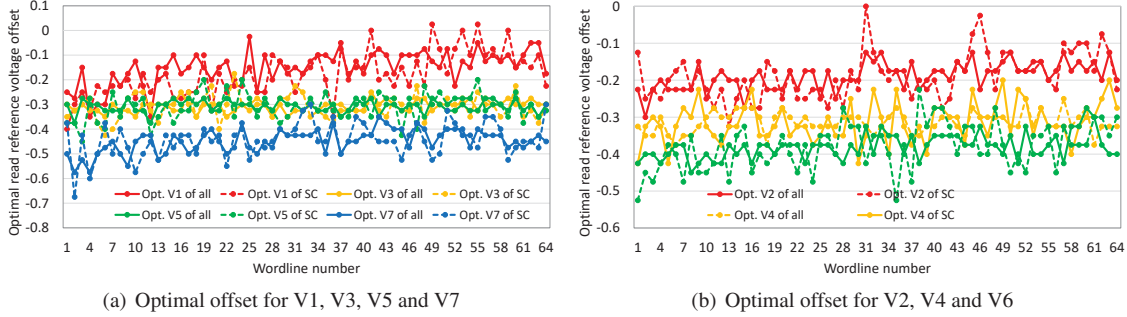 Optimal read reference voltage offset
0.1
0
-0.1
-0.2
-0.3
-0.4
-0.5
-0.6
-0.7
-0.8
Opt. V1 of all
Opt. V1 of SC
Opt. V3 of all
Opt. V3 of SC
Opt. V5 of all
Opt. V5 of SC
Opt. V7 of all
Opt. V7 of SC
1 4 7 10 13 16 19 22 25 28 31 34 37 40 43 46 49 52 55 58 61 64
Wordline number
(a) Optimal offset for V1, V3, V5 and V7
Optimal read reference voltage offset
0
-0.1
-0.2
-0.3
-0.4
-0.5
-0.6
Opt. V2 of all
Opt. V2 of SC
Opt. V4 of all
Opt. V4 of SC
1 4 7 10 13 16 19 22 25 28 31 34 37 40 43 46 49 52 55 58 61 64
Wordline number
(b) Optimal offset for V2, V4 and V6